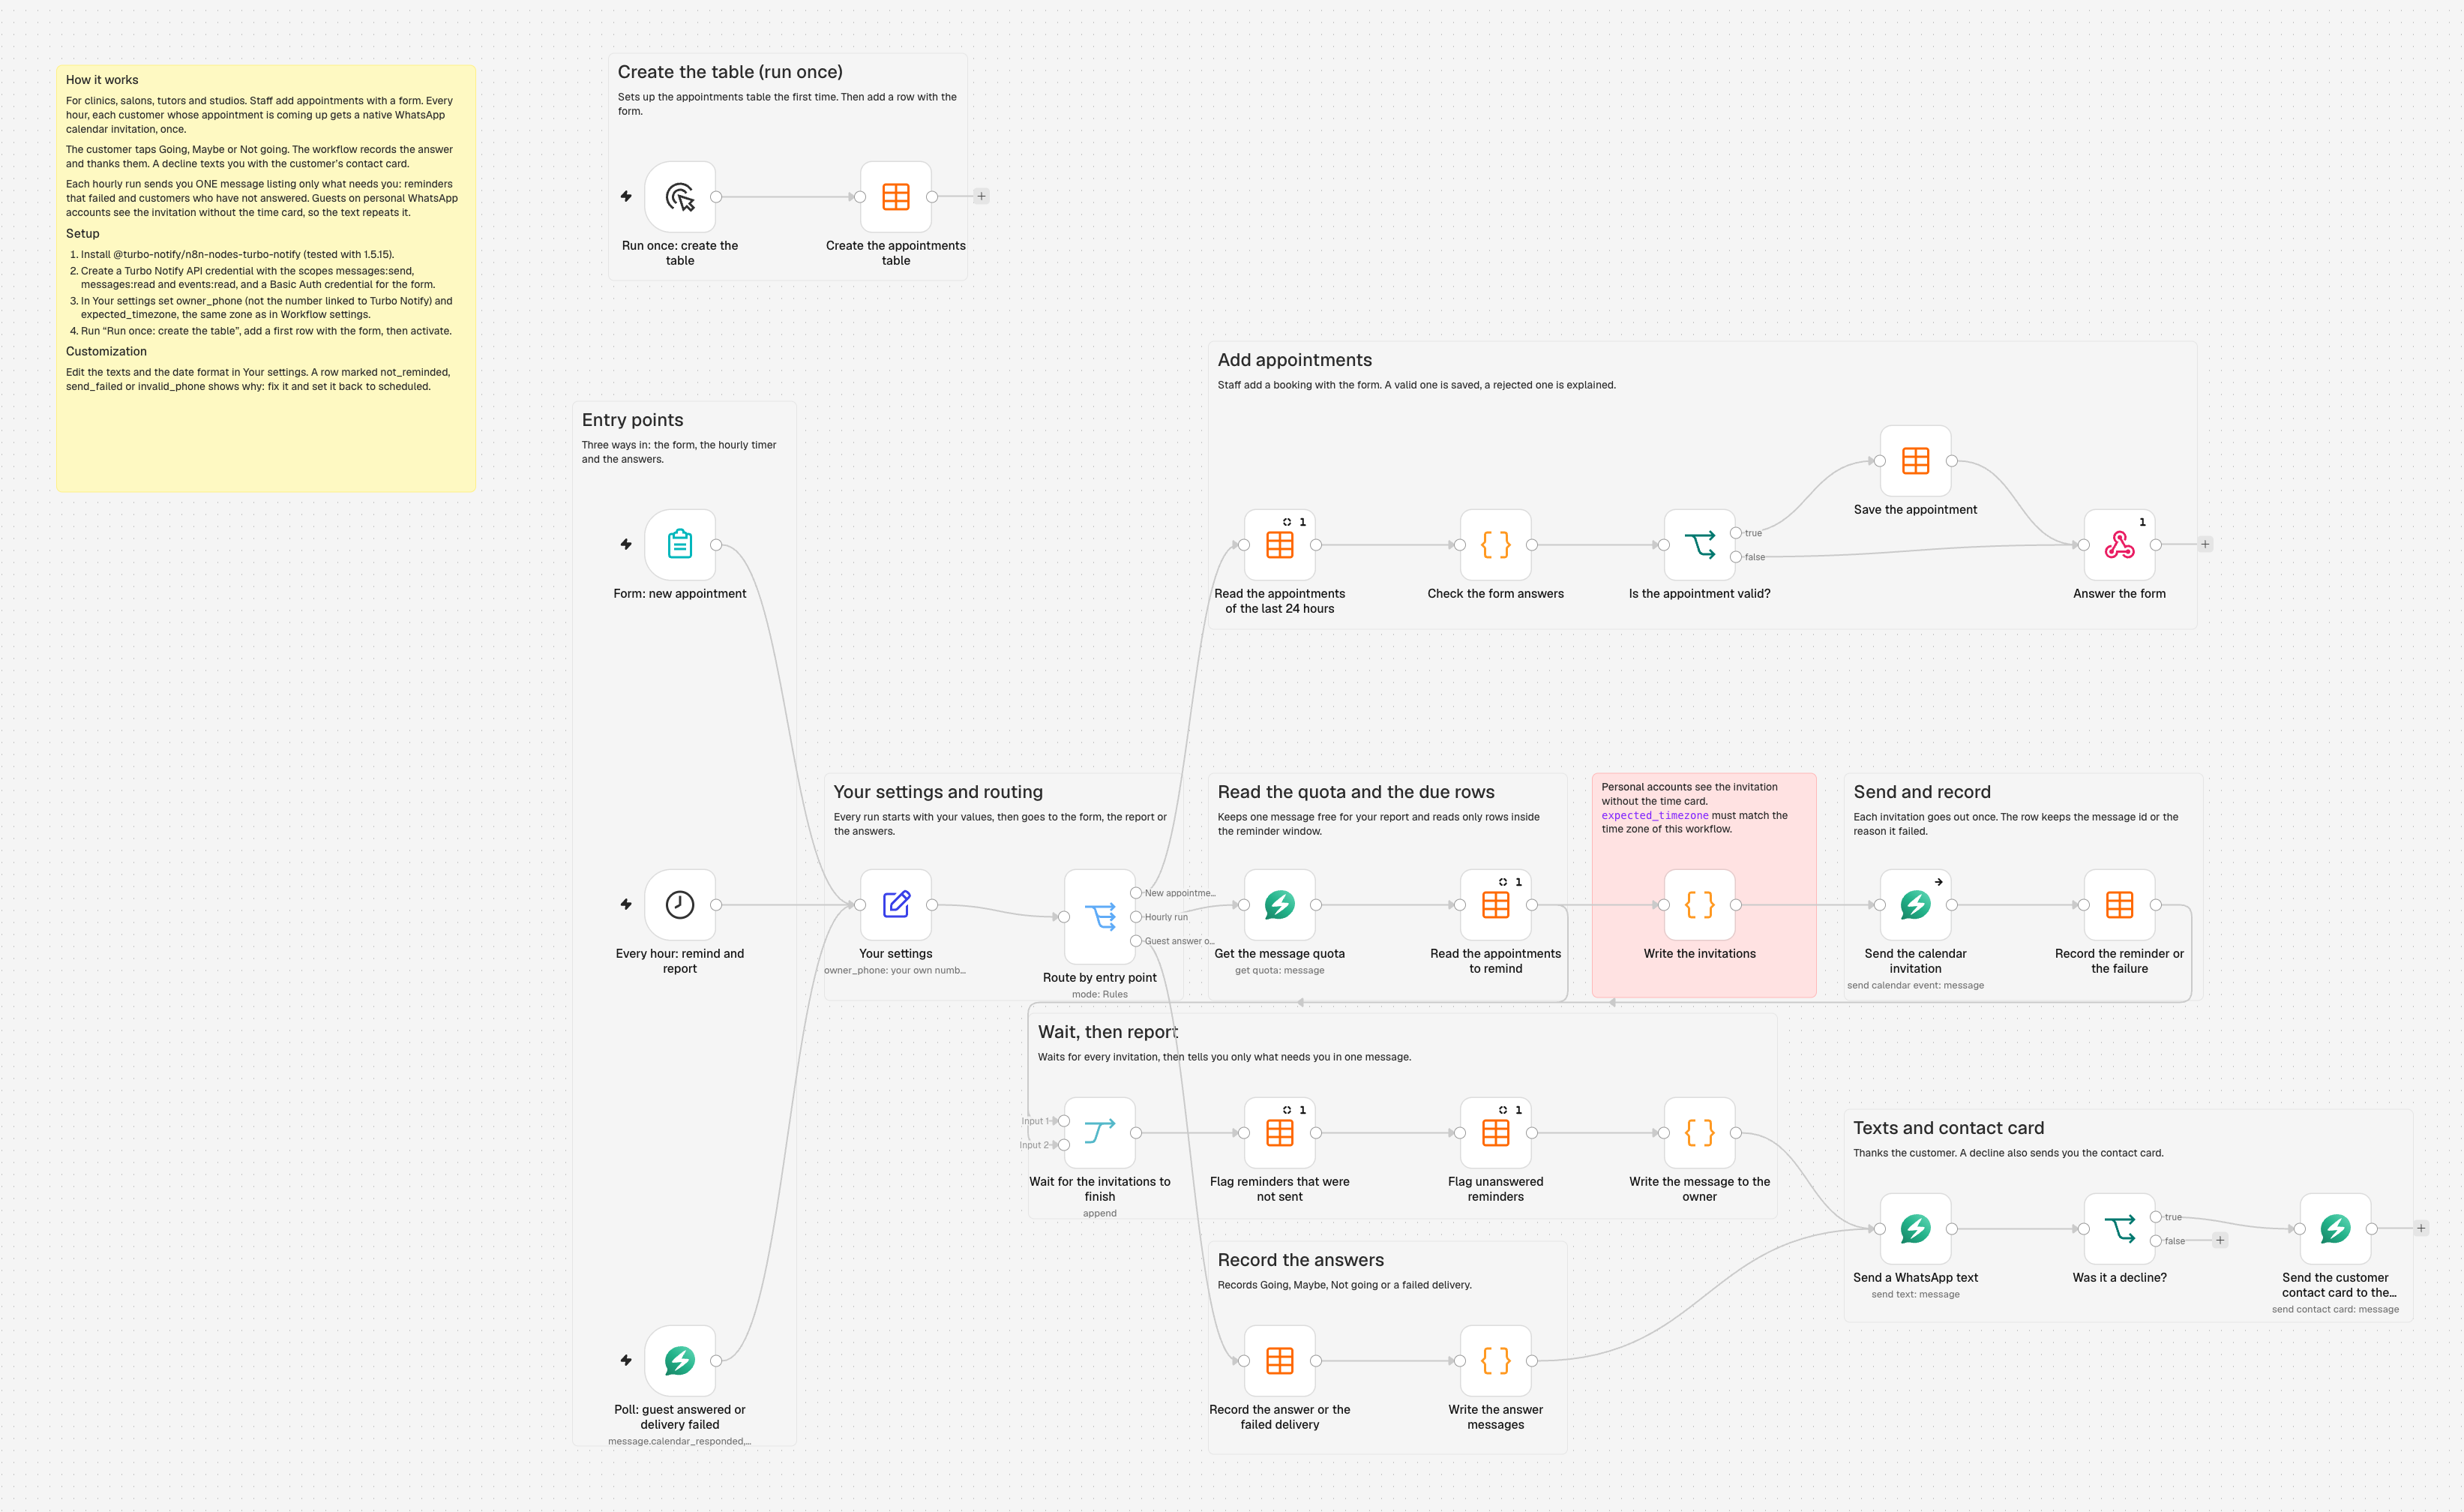 How it works
For clinics, salons, tutors and studios. Staff add appointments with a form. Every
hour, each customer whose appointment is coming up gets a native WhatsApp
calendar invitation, once.
The customer taps Going, Maybe or Not going. The workflow records the answer
and thanks them. A decline texts you with the customer's contact card.
Each hourly run sends you ONE message listing only what needs you: reminders
that failed and customers who have not answered. Guests on personal WhatsApp
accounts see the invitation without the time card, so the text repeats it.
Setup
1. Install @turbo-notify/n8n-nodes-turbo-notify (tested with 1.5.15).
2. Create a Turbo Notify API credential with the scopes messages:send,
messages:read and events:read, and a Basic Auth credential for the form.
3. In Your settings set owner_phone (not the number linked to Turbo Notify) and
expected_timezone, the same zone as in Workflow settings.
4. Run “Run once: create the table”, add a first row with the form, then activate.
Customization
Edit the texts and the date format in Your settings. A row marked not_reminded,
send_failed or invalid_phone shows why: fix it and set it back to scheduled.
Create the table (run once)
Sets up the appointments table the first time. Then add a row with the
form.
Run once: create the
table
Create the appointments
table
Entry points
Three ways in: the form, the hourly timer
and the answers.
Form: new appointment
Every hour: remind and
report
Poll: guest answered or
delivery failed
message.calendar_responded,...
Add appointments
Staff add a booking with the form. A valid one is saved, a rejected one is explained.
1
Read the appointments
of the last 24 hours
Check the form answers
true
false
Is the appointment valid?
Save the appointment
1
Answer the form
Your settings and routing
Every run starts with your values, then goes to the form, the report or
the answers.
Your settings
owner_phone: your own numb...
New appointme...
Hourly run
Guest answer o...
Route by entry point
mode: Rules
Read the quota and the due rows
Keeps one message free for your report and reads only rows inside
the reminder window.
Get the message quota
get quota: message
1
Read the appointments
to remind
Personal accounts see the invitation
without the time card.
expected_timezone must match the
time zone of this workflow.
Write the invitations
Send and record
Each invitation goes out once. The row keeps the message id or the
reason it failed.
Send the calendar
invitation
send calendar event: message
Record the reminder or
the failure
Wait, then report
Waits for every invitation, then tells you only what needs you in one message.
Input 1
Input 2
Wait for the invitations to
finish
append
1
Flag reminders that were
not sent
1
Flag unanswered
reminders
Write the message to the
owner
Record the answers
Records Going, Maybe, Not going or a failed delivery.
Record the answer or the
failed delivery
Write the answer
messages
Texts and contact card
Thanks the customer. A decline also sends you the contact card.
Send a WhatsApp text
send text: message
true
false
Was it a decline?
Send the customer
contact card to the...
send contact card: message